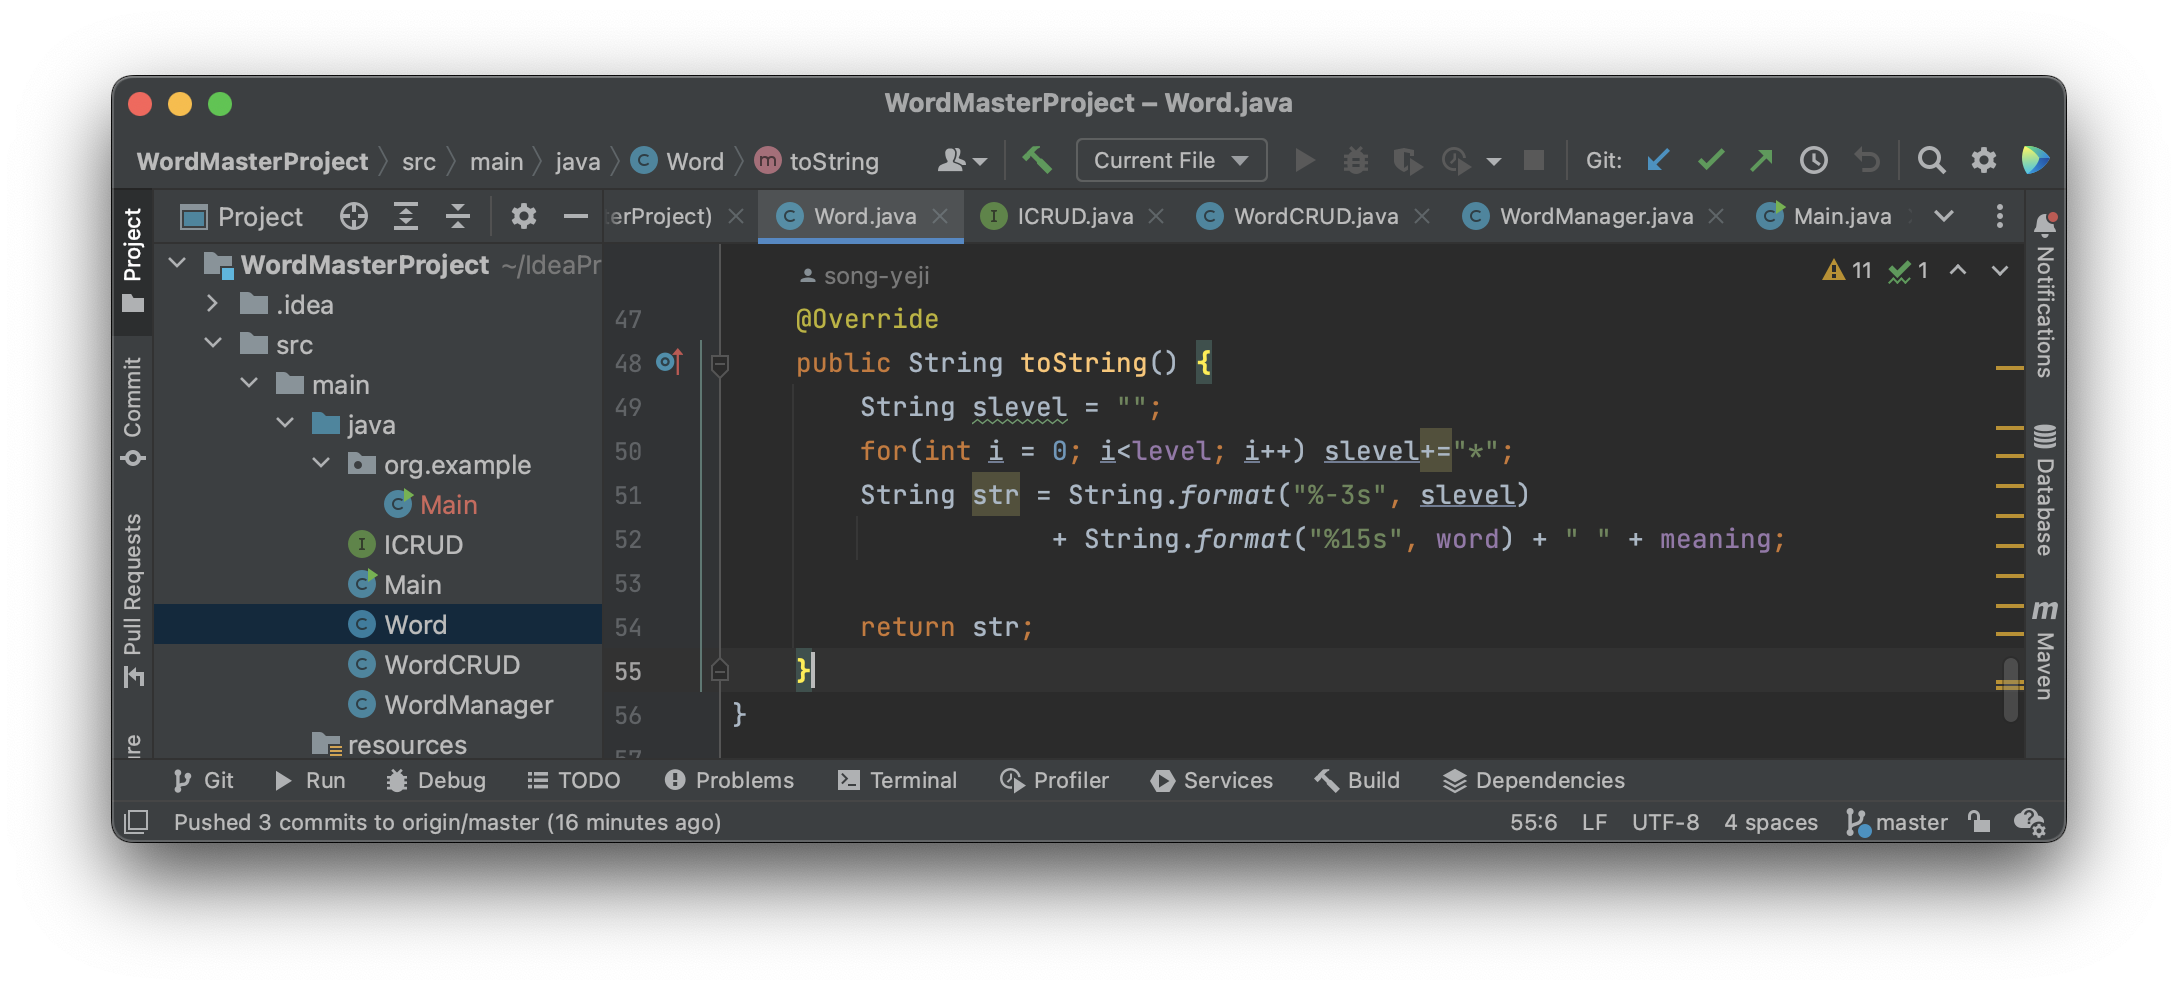 WordMasterProject – Word.java
WordMasterProject src main java Word toString
Current File
Git:
Project
erProject) Word.java ICRUD.java WordCRUD.java WordManager.java Main.java
Project
Commit
Pull Requests
WordMasterProject ~/IdeaPr
.idea
src
main
java
org.example
Main
ICRUD
Main
Word
WordCRUD
WordManager
resources
song-yeji
11 1
47 @Override
48 public String toString() {
49 String slevel = "";
50 for(int i = 0; i<level; i++) slevel+="*";
51 String str = String.format("%-3s", slevel)
52 + String.format("%15s", word) + " " + meaning;
53
54 return str;
55 }
56 }
57
Notifications
Database
Maven
Git Run Debug TODO Problems Terminal Profiler Services Build Dependencies
Pushed 3 commits to origin/master (16 minutes ago)
55:6 LF UTF-8 4 spaces master